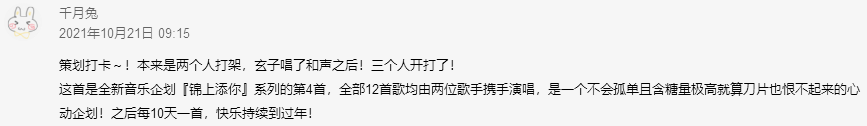 千月兔
2021年10月21日 09:15
策划打卡～！本来是两个人打架，玄子唱了和声之后！三个人开打了！
这首是全新音乐企划『锦上添你』系列的第4首，全部12首歌均由两位歌手携手演唱，是一个不会孤单且含糖量极高就算刀片也恨不起来的心
动企划！之后每10天一首，快乐持续到过年！